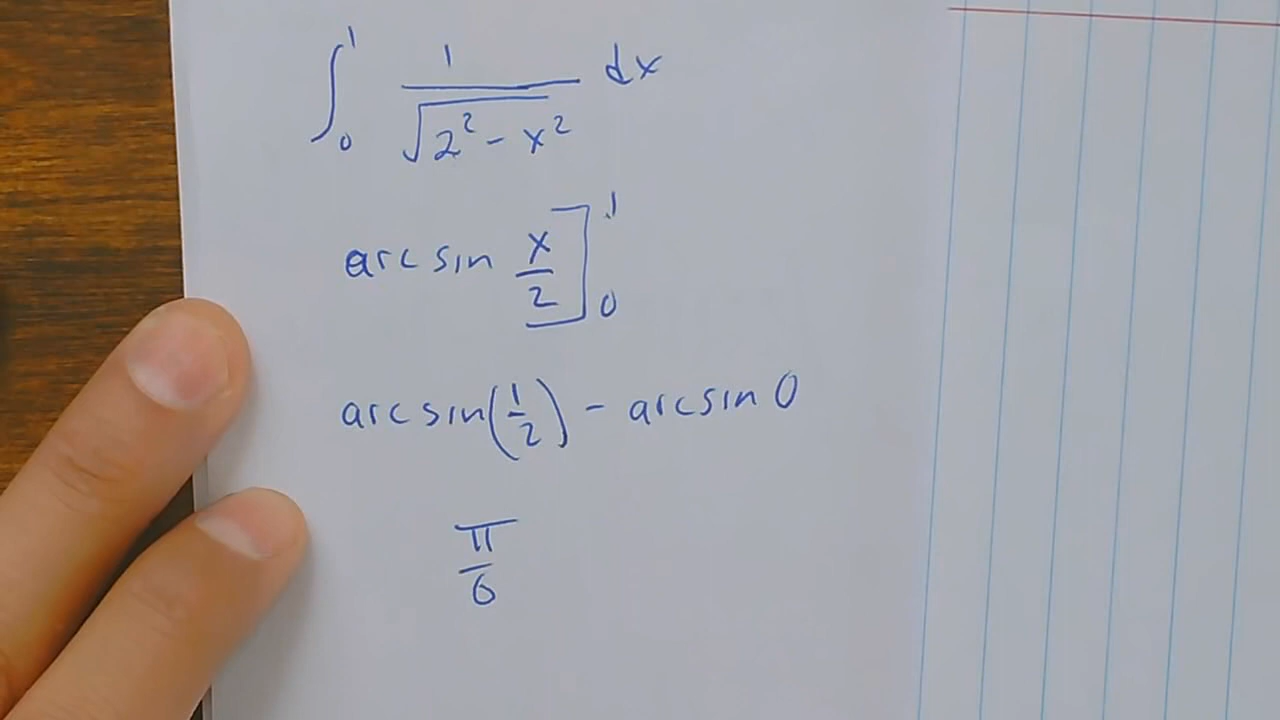 ∫₀¹ 1/√(2² - x²) dx
arcsin x/2 ]₀¹
arcsin(1/2) - arcsin 0
π/6